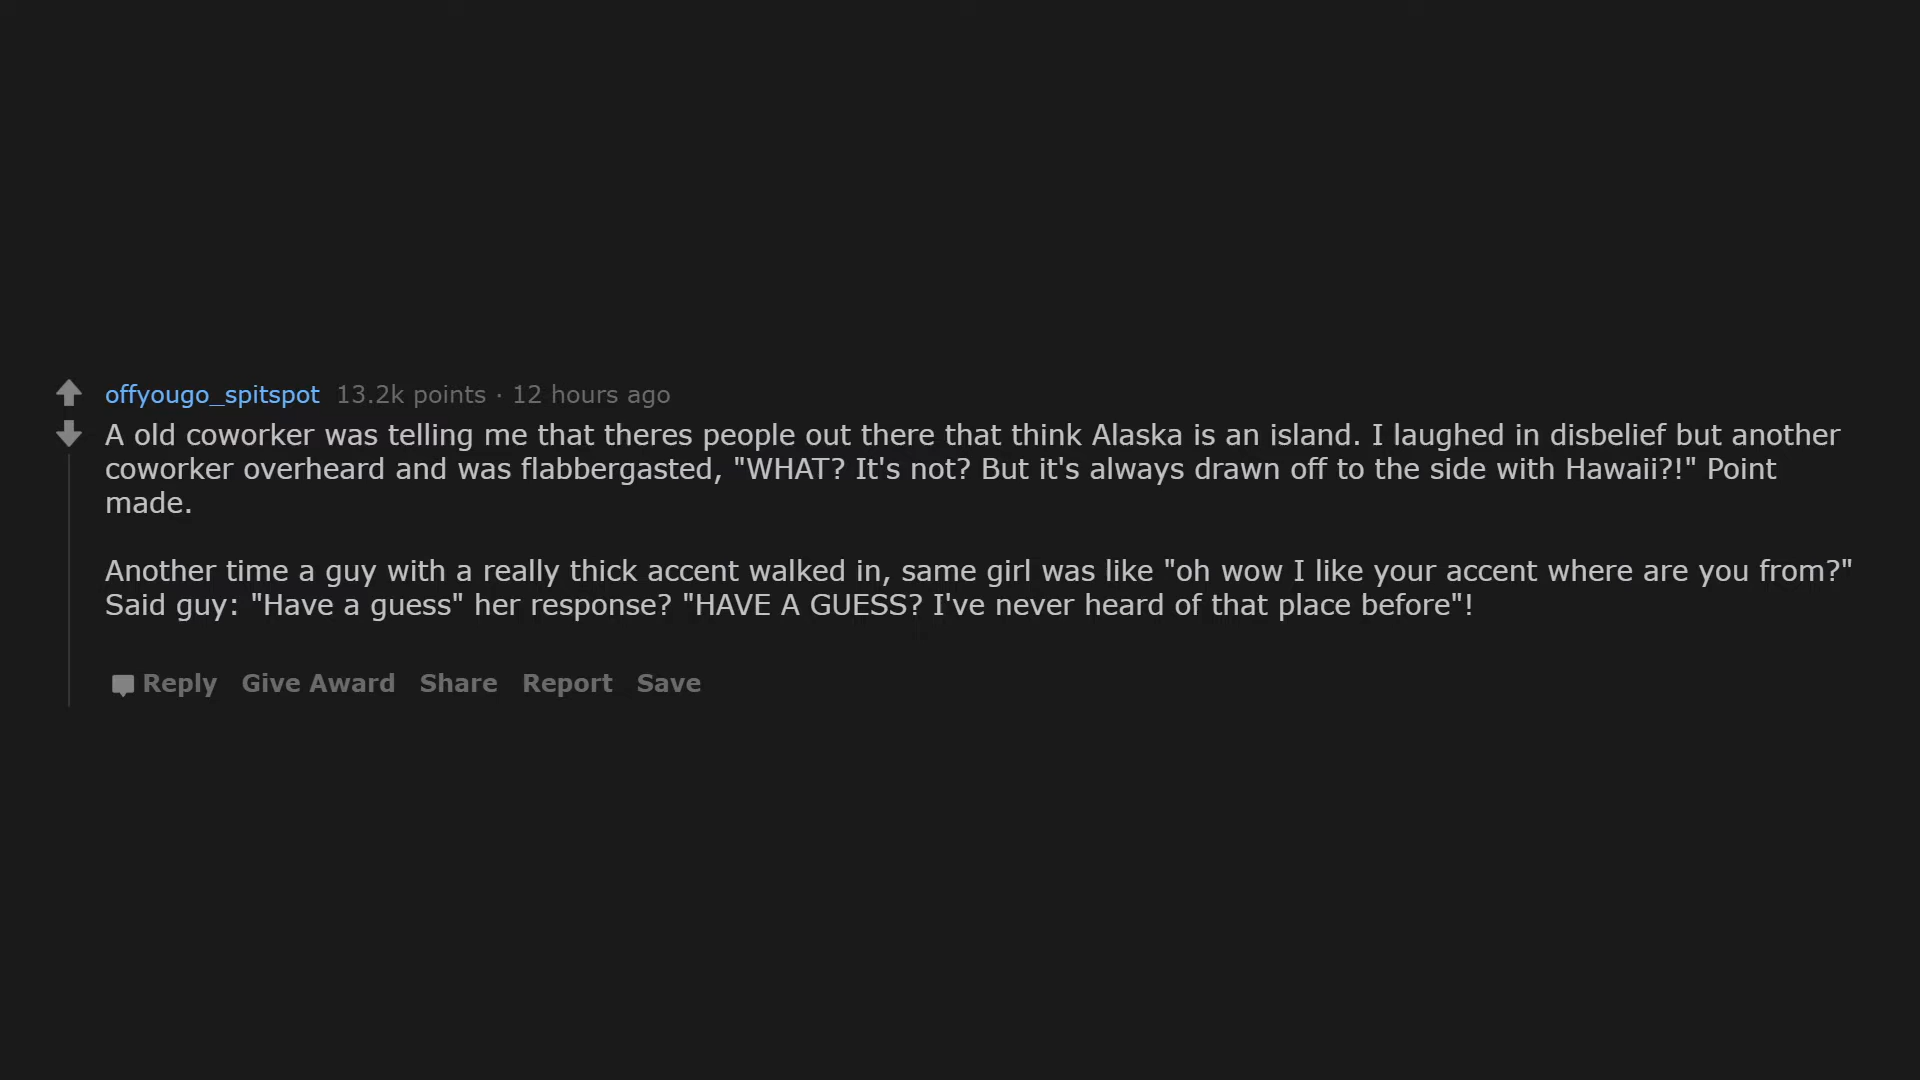 offyougo_spitspot 13.2k points · 12 hours ago
A old coworker was telling me that theres people out there that think Alaska is an island. I laughed in disbelief but another
coworker overheard and was flabbergasted, "WHAT? It's not? But it's always drawn off to the side with Hawaii?!" Point
made.
Another time a guy with a really thick accent walked in, same girl was like "oh wow I like your accent where are you from?"
Said guy: "Have a guess" her response? "HAVE A GUESS? I've never heard of that place before"!
Reply Give Award Share Report Save